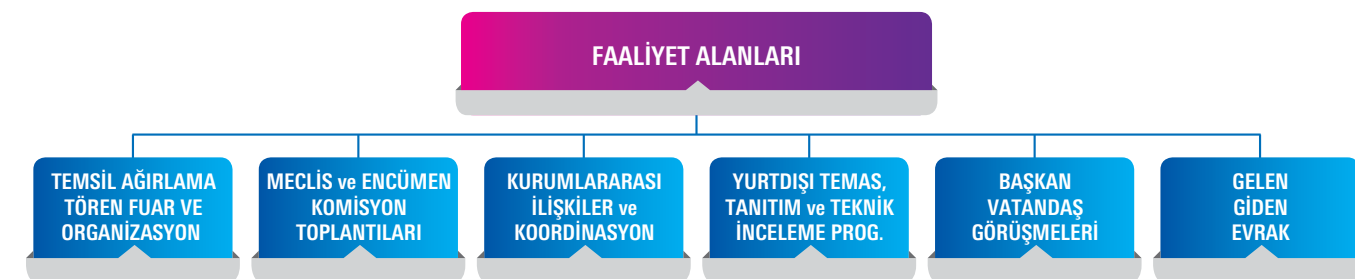 FAALİYET ALANLARI
TEMSİL AĞIRLAMA
TÖREN FUAR VE
ORGANİZASYON
MECLİS ve ENCÜMEN
KOMİSYON
TOPLANTILARI
KURUMLARARASI
İLİŞKİLER ve
KOORDİNASYON
YURTDIŞI TEMAS,
TANITIM ve TEKNİK
İNCELEME PROG.
BAŞKAN
VATANDAŞ
GÖRÜŞMELERİ
GELEN
GİDEN
EVRAK